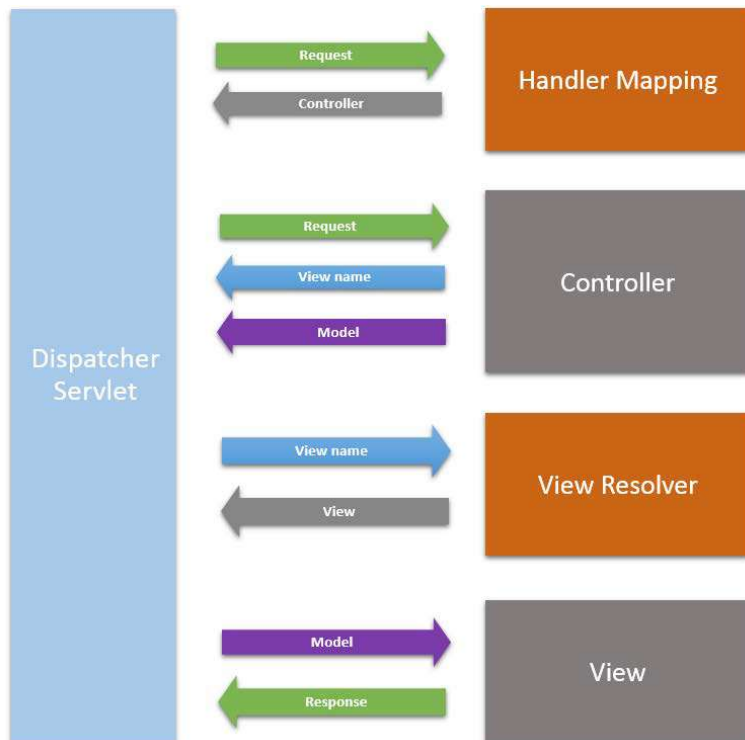 Request
Controller
Handler Mapping
Request
View name
Model
Controller
Dispatcher
Servlet
View name
View
View Resolver
Model
Response
View